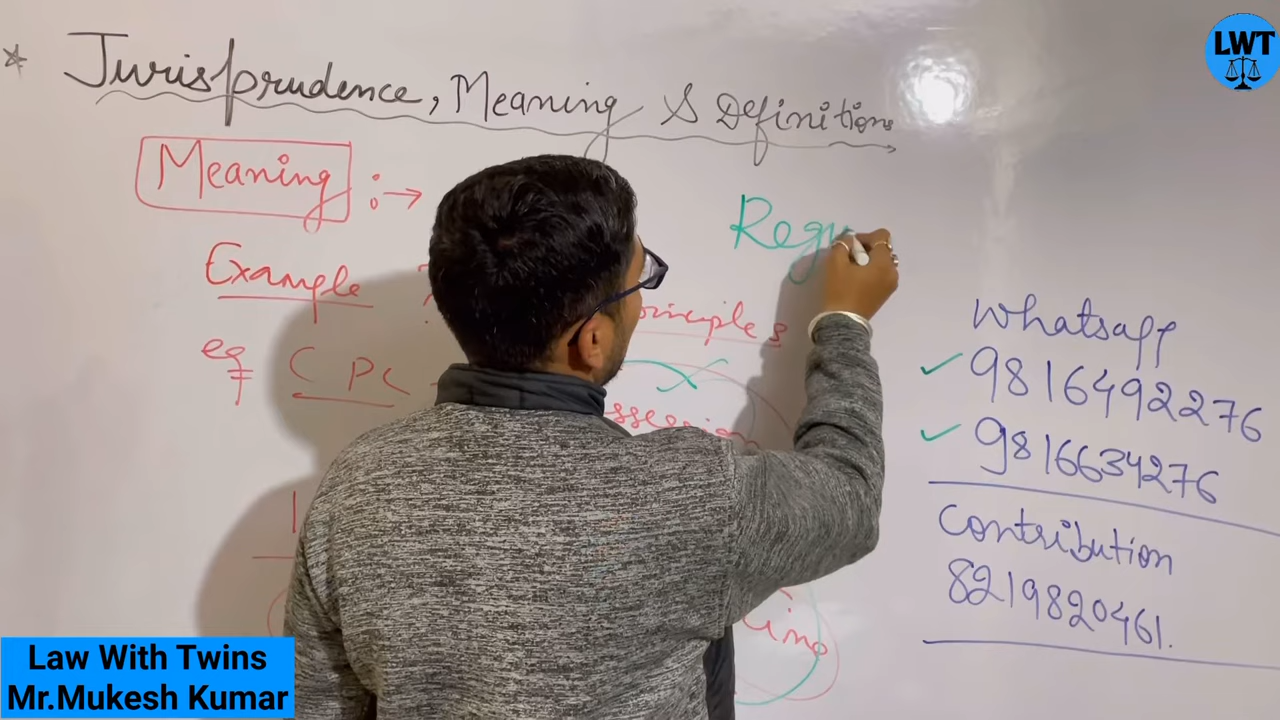 LWT
* Jurisprudence, Meaning & Definitions
Meaning :→
Regu
Example
eg CPC
Whatsapp
✓ 9816492276
✓ 9816634276
Contribution
8219820461.
Law With Twins
Mr.Mukesh Kumar